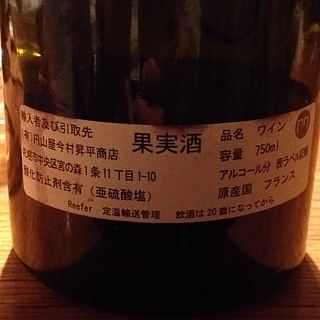 輸入者及び引取先
(有)円山屋今村昇平商店
札幌市中央区宮の森1条11丁目1-10
酸化防止剤含有(亜硫酸塩)
果実酒
品名 ワイン
容量 750ml
アルコール分 表ラベル記載
原産国 フランス
Reefer 定温輸送管理 飲酒は20歳になってから